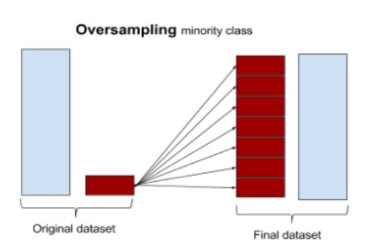 Oversampling minority class
Original dataset
Final dataset